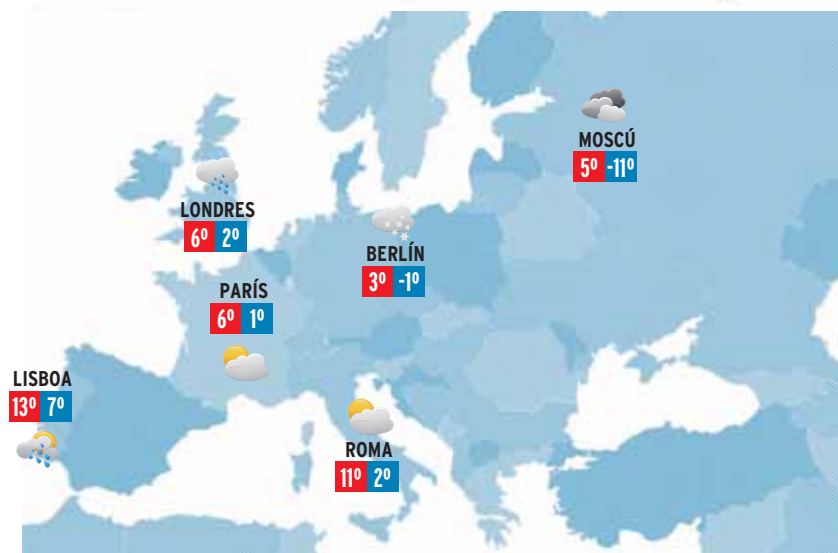 MOSCÚ
5º -11º
LONDRES
6º 2º
BERLÍN
3º -1º
PARÍS
6º 1º
LISBOA
13º 7º
ROMA
11º 2º